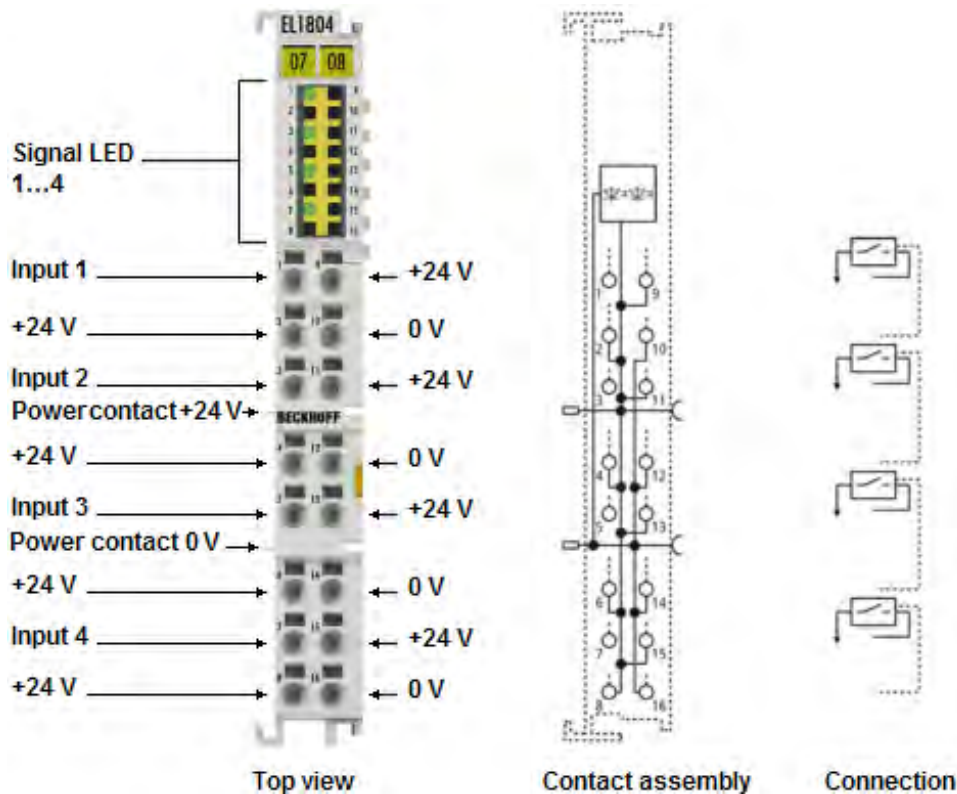 EL1804
07 08
Signal LED
1...4
Input 1
+24 V
+24 V
0 V
Input 2
+24 V
Power contact +24 V
BECKHOFF
+24 V
0 V
Input 3
+24 V
Power contact 0 V
+24 V
0 V
Input 4
+24 V
+24 V
0 V
1
9
2
10
3
11
4
12
5
13
6
14
7
15
8
16
Top view
Contact assembly
Connection